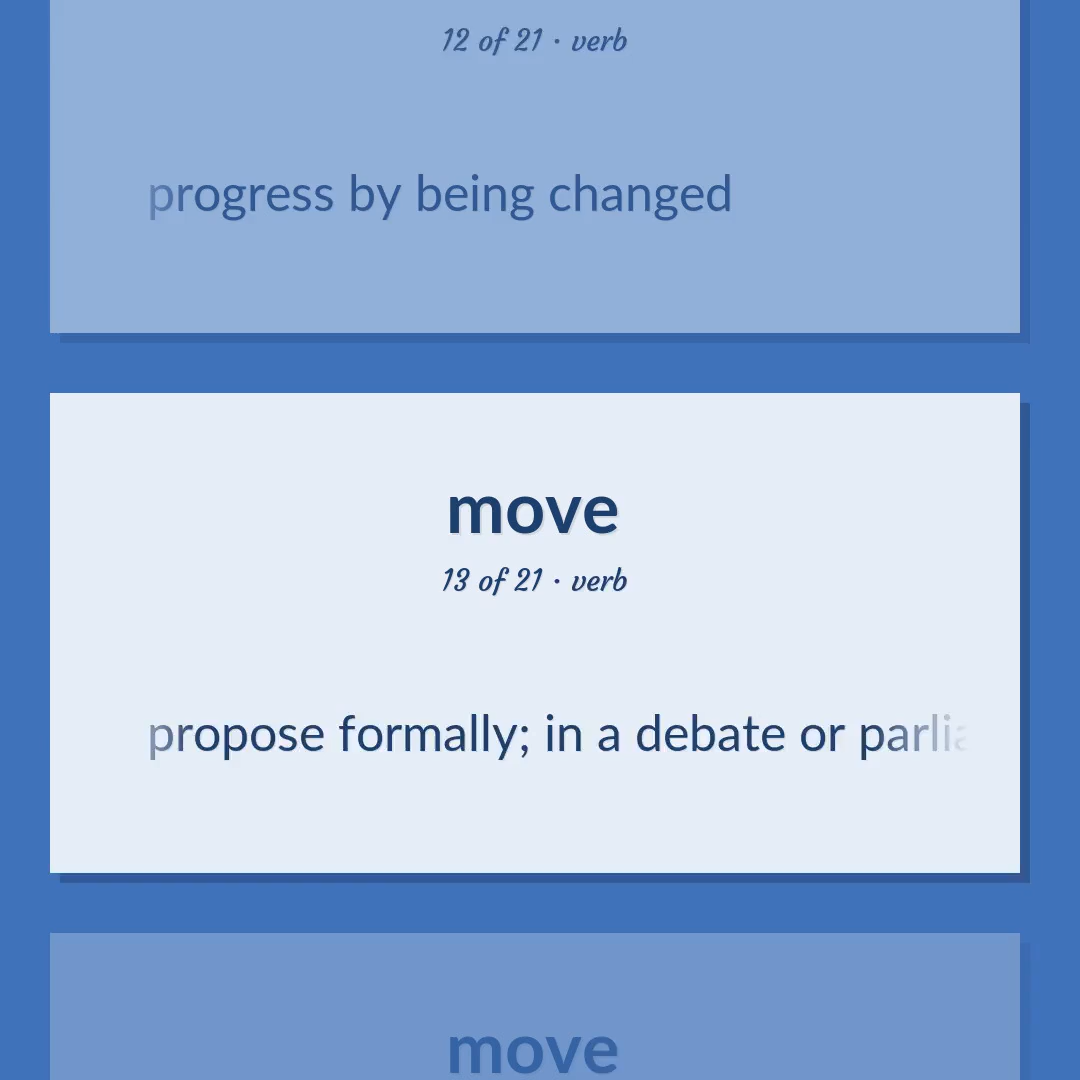 12 of 21 · verb
progress by being changed
move
13 of 21 · verb
propose formally; in a debate or
move